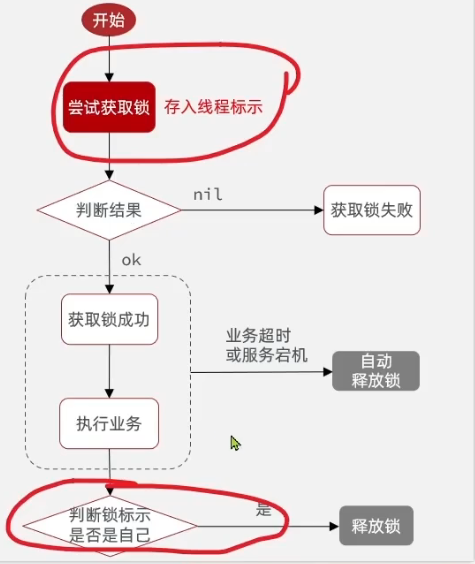 开始
尝试获取锁
存入线程标示
判断结果
nil
获取锁失败
ok
获取锁成功
业务超时
或服务宕机
自动
释放锁
执行业务
判断锁标示
是否是自己
是
释放锁